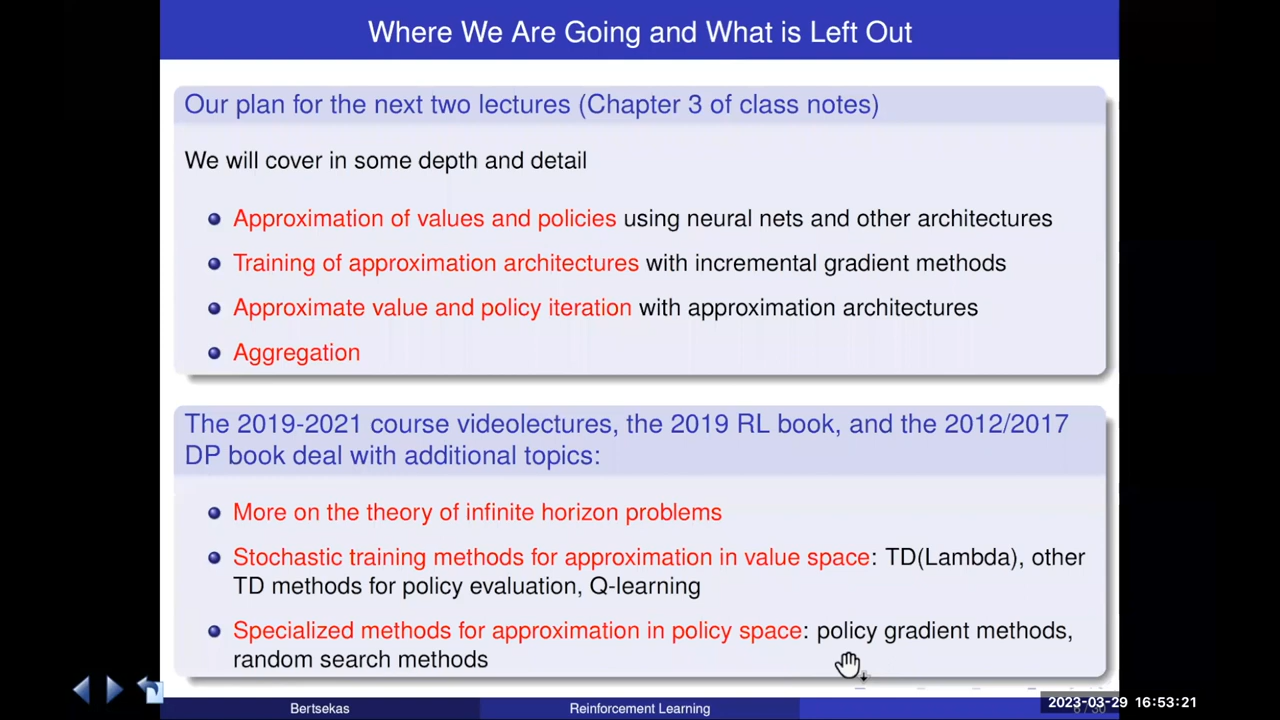 Where We Are Going and What is Left Out
Our plan for the next two lectures (Chapter 3 of class notes)
We will cover in some depth and detail
Approximation of values and policies using neural nets and other architectures
Training of approximation architectures with incremental gradient methods
Approximate value and policy iteration with approximation architectures
Aggregation
The 2019-2021 course videolectures, the 2019 RL book, and the 2012/2017
DP book deal with additional topics:
More on the theory of infinite horizon problems
Stochastic training methods for approximation in value space: TD(Lambda), other
TD methods for policy evaluation, Q-learning
Specialized methods for approximation in policy space: policy gradient methods,
random search methods
Bertsekas
Reinforcement Learning
2023-03-29 16:53:21